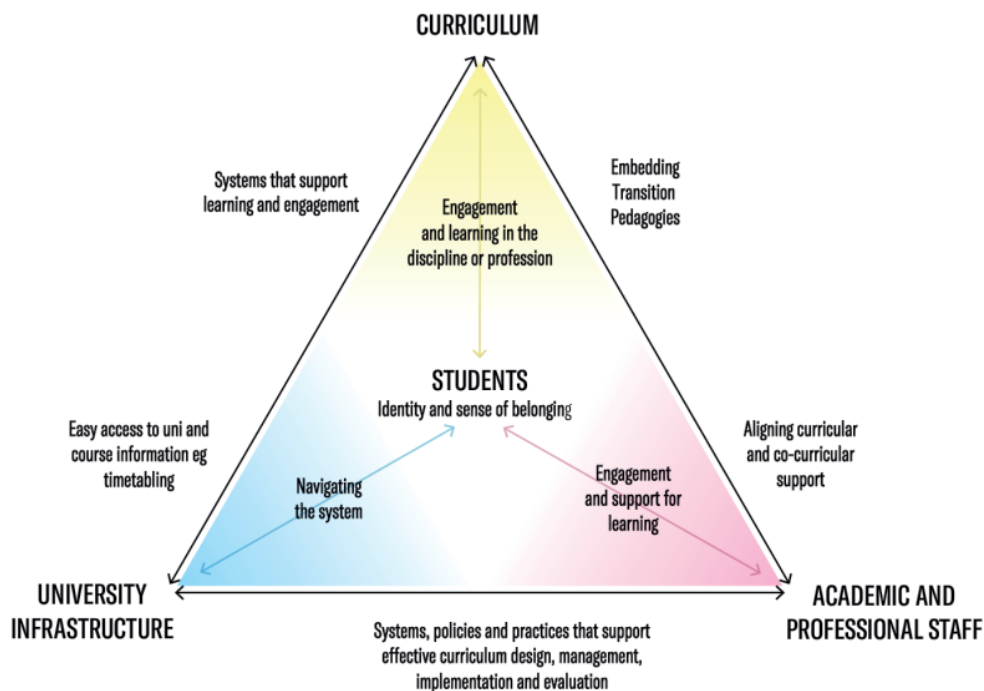 CURRICULUM
Systems that support
learning and engagement
Embedding
Transition
Pedagogies
Engagement
and learning in the
discipline or profession
STUDENTS
Identity and sense of belonging
Easy access to uni and
course information eg
timetabling
Navigating
the system
Engagement
and support for
learning
Aligning curricular
and co-curricular
support
UNIVERSITY
INFRASTRUCTURE
ACADEMIC AND
PROFESSIONAL STAFF
Systems, policies and practices that support
effective curriculum design, management,
implementation and evaluation